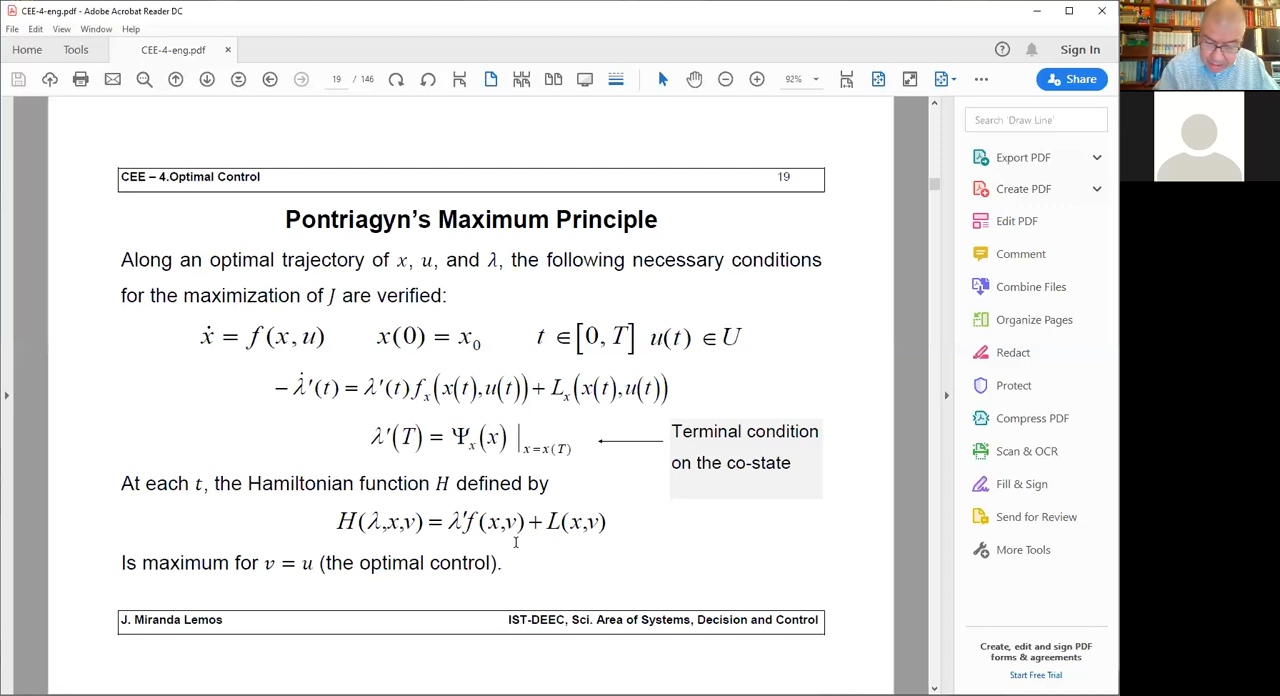 CEE-4-eng.pdf - Adobe Acrobat Reader DC
File Edit View Window Help
Home Tools CEE-4-eng.pdf × Sign In
19 / 146 92% Share
CEE – 4.Optimal Control 19
Pontriagyn's Maximum Principle
Along an optimal trajectory of x, u, and λ, the following necessary conditions
for the maximization of J are verified:
ẋ = f(x,u) x(0) = x₀ t ∈[0,T] u(t) ∈U
−λ̇'(t) = λ'(t) fₓ(x(t),u(t)) + Lₓ(x(t),u(t))
λ'(T) = Ψₓ(x) |ₓ₌ₓ(T)
Terminal condition
on the co-state
At each t, the Hamiltonian function H defined by
H(λ,x,v) = λ'f(x,v) + L(x,v)
Is maximum for v = u (the optimal control).
J. Miranda Lemos IST-DEEC, Sci. Area of Systems, Decision and Control
Search 'Draw Line'
Export PDF
Create PDF
Edit PDF
Comment
Combine Files
Organize Pages
Redact
Protect
Compress PDF
Scan & OCR
Fill & Sign
Send for Review
More Tools
Create, edit and sign PDF
forms & agreements
Start Free Trial